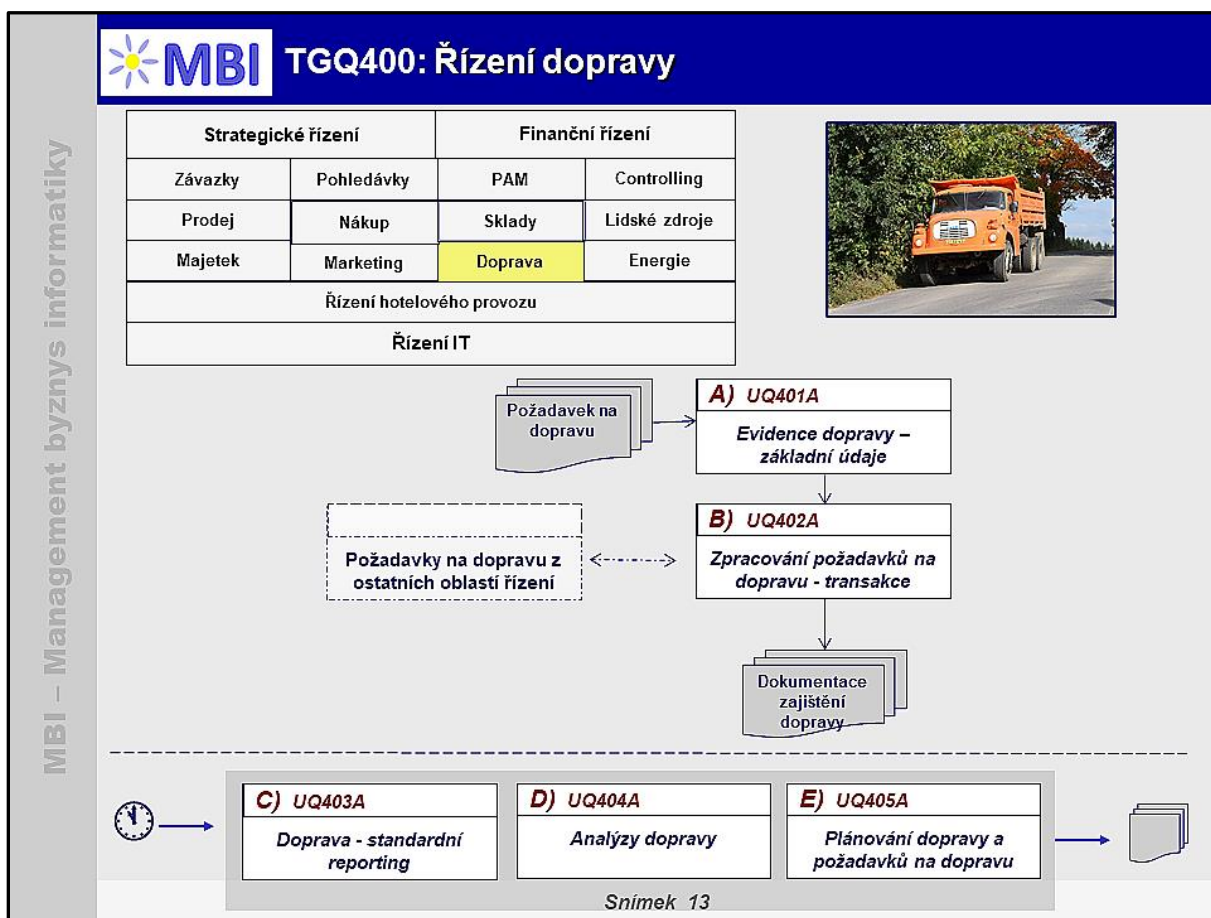 MBI TGQ400: Řízení dopravy
MBI – Management byznys informatiky
Strategické řízení Finanční řízení
Závazky Pohledávky PAM Controlling
Prodej Nákup Sklady Lidské zdroje
Majetek Marketing Doprava Energie
Řízení hotelového provozu
Řízení IT
Požadavek na
dopravu
A) UQ401A
Evidence dopravy –
základní údaje
B) UQ402A
Zpracování požadavků na
dopravu - transakce
Požadavky na dopravu z
ostatních oblastí řízení
Dokumentace
zajištění
dopravy
C) UQ403A
Doprava - standardní
reporting
D) UQ404A
Analýzy dopravy
E) UQ405A
Plánování dopravy a
požadavků na dopravu
Snímek 13